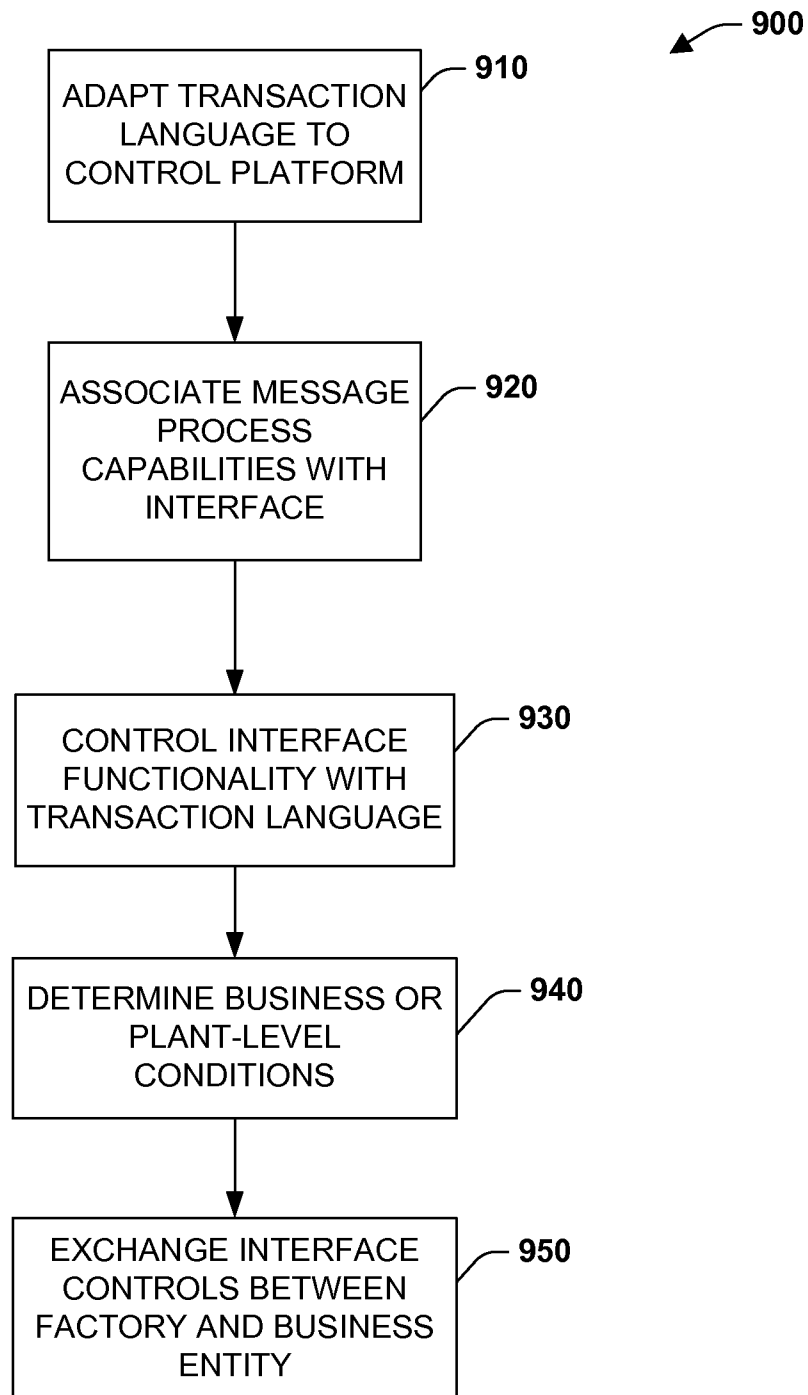 900
910
ADAPT TRANSACTION
LANGUAGE TO
CONTROL PLATFORM
920
ASSOCIATE MESSAGE
PROCESS
CAPABILITIES WITH
INTERFACE
930
CONTROL INTERFACE
FUNCTIONALITY WITH
TRANSACTION LANGUAGE
940
DETERMINE BUSINESS OR
PLANT-LEVEL
CONDITIONS
950
EXCHANGE INTERFACE
CONTROLS BETWEEN
FACTORY AND BUSINESS
ENTITY